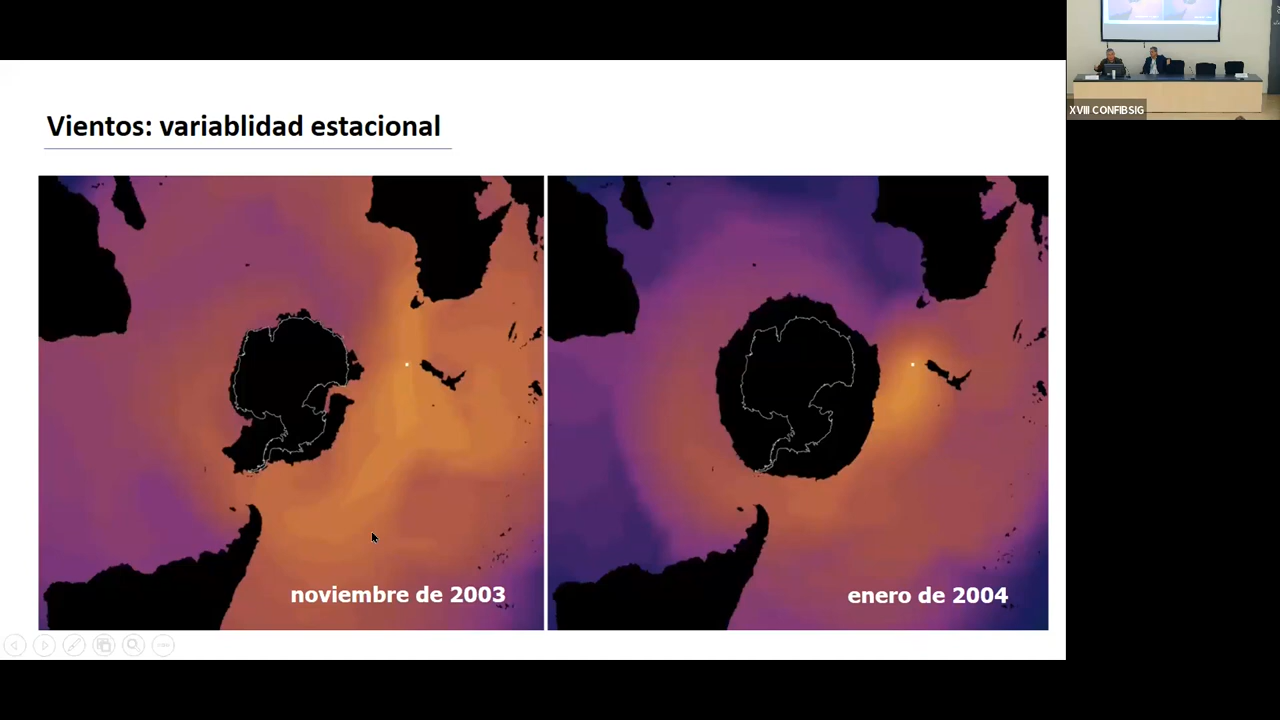 Vientos: variablidad estacional
XVIII CONFIBSIG
noviembre de 2003
enero de 2004